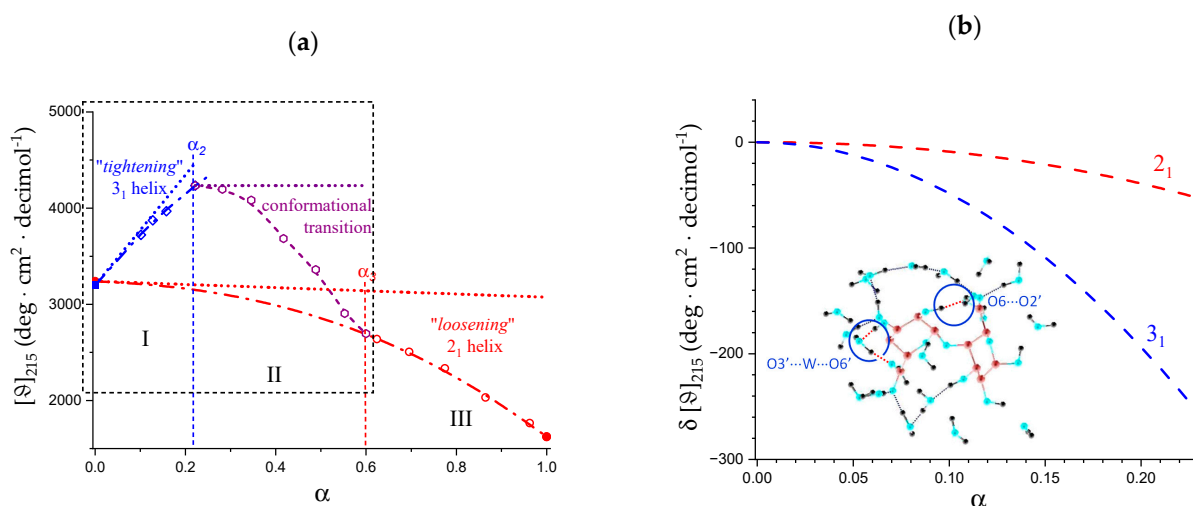 (a)
(b)
5000
4000
3000
2000
[ϑ]₂₁₅ (deg · cm² · decimol⁻¹)
"tightening"
3₁ helix
α₂
conformational
transition
α₃
"loosening"
2₁ helix
I
II
III
0.0 0.2 0.4 0.6 0.8 1.0
α
0
−100
−200
−300
δ [ϑ]₂₁₅ (deg · cm² · decimol⁻¹)
2₁
3₁
O6···O2’
O3’···W···O6’
0.00 0.05 0.10 0.15 0.20
α